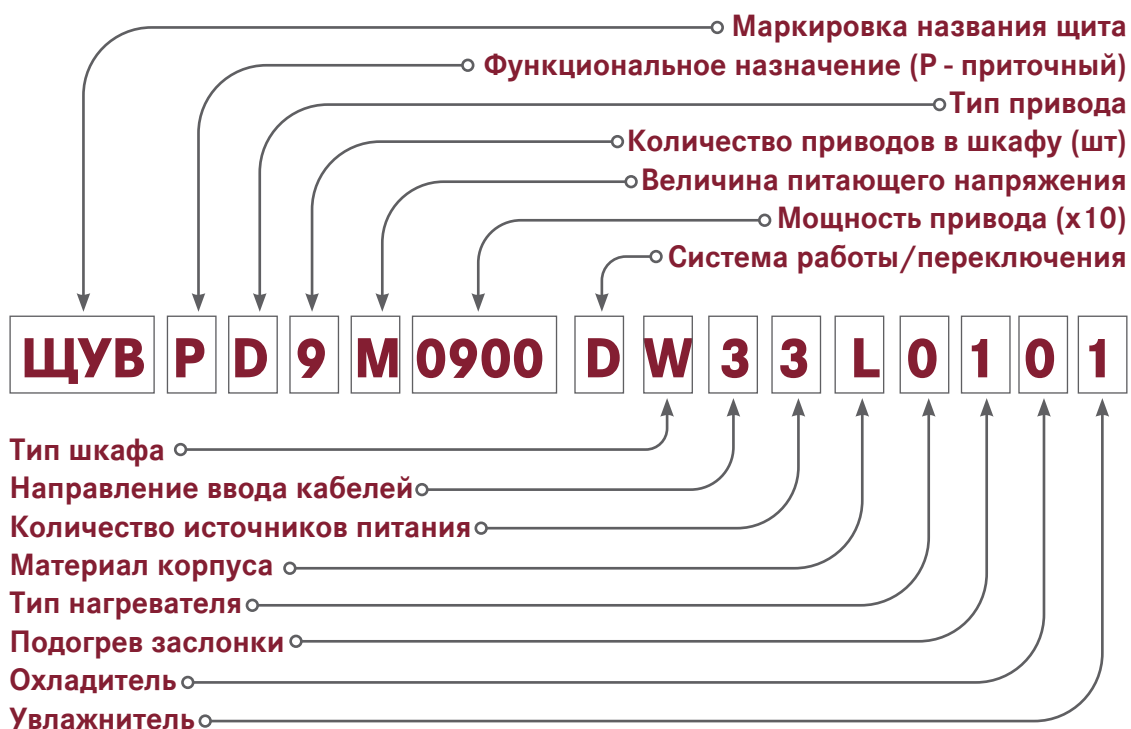 Маркировка названия щита
Функциональное назначение (Р - приточный)
Тип привода
Количество приводов в шкафу (шт)
Величина питающего напряжения
Мощность привода (х10)
Система работы/переключения
ЩУВ P D 9 M 0900 D W 3 3 L 0 1 0 1
Тип шкафа
Направление ввода кабелей
Количество источников питания
Материал корпуса
Тип нагревателя
Подогрев заслонки
Охладитель
Увлажнитель